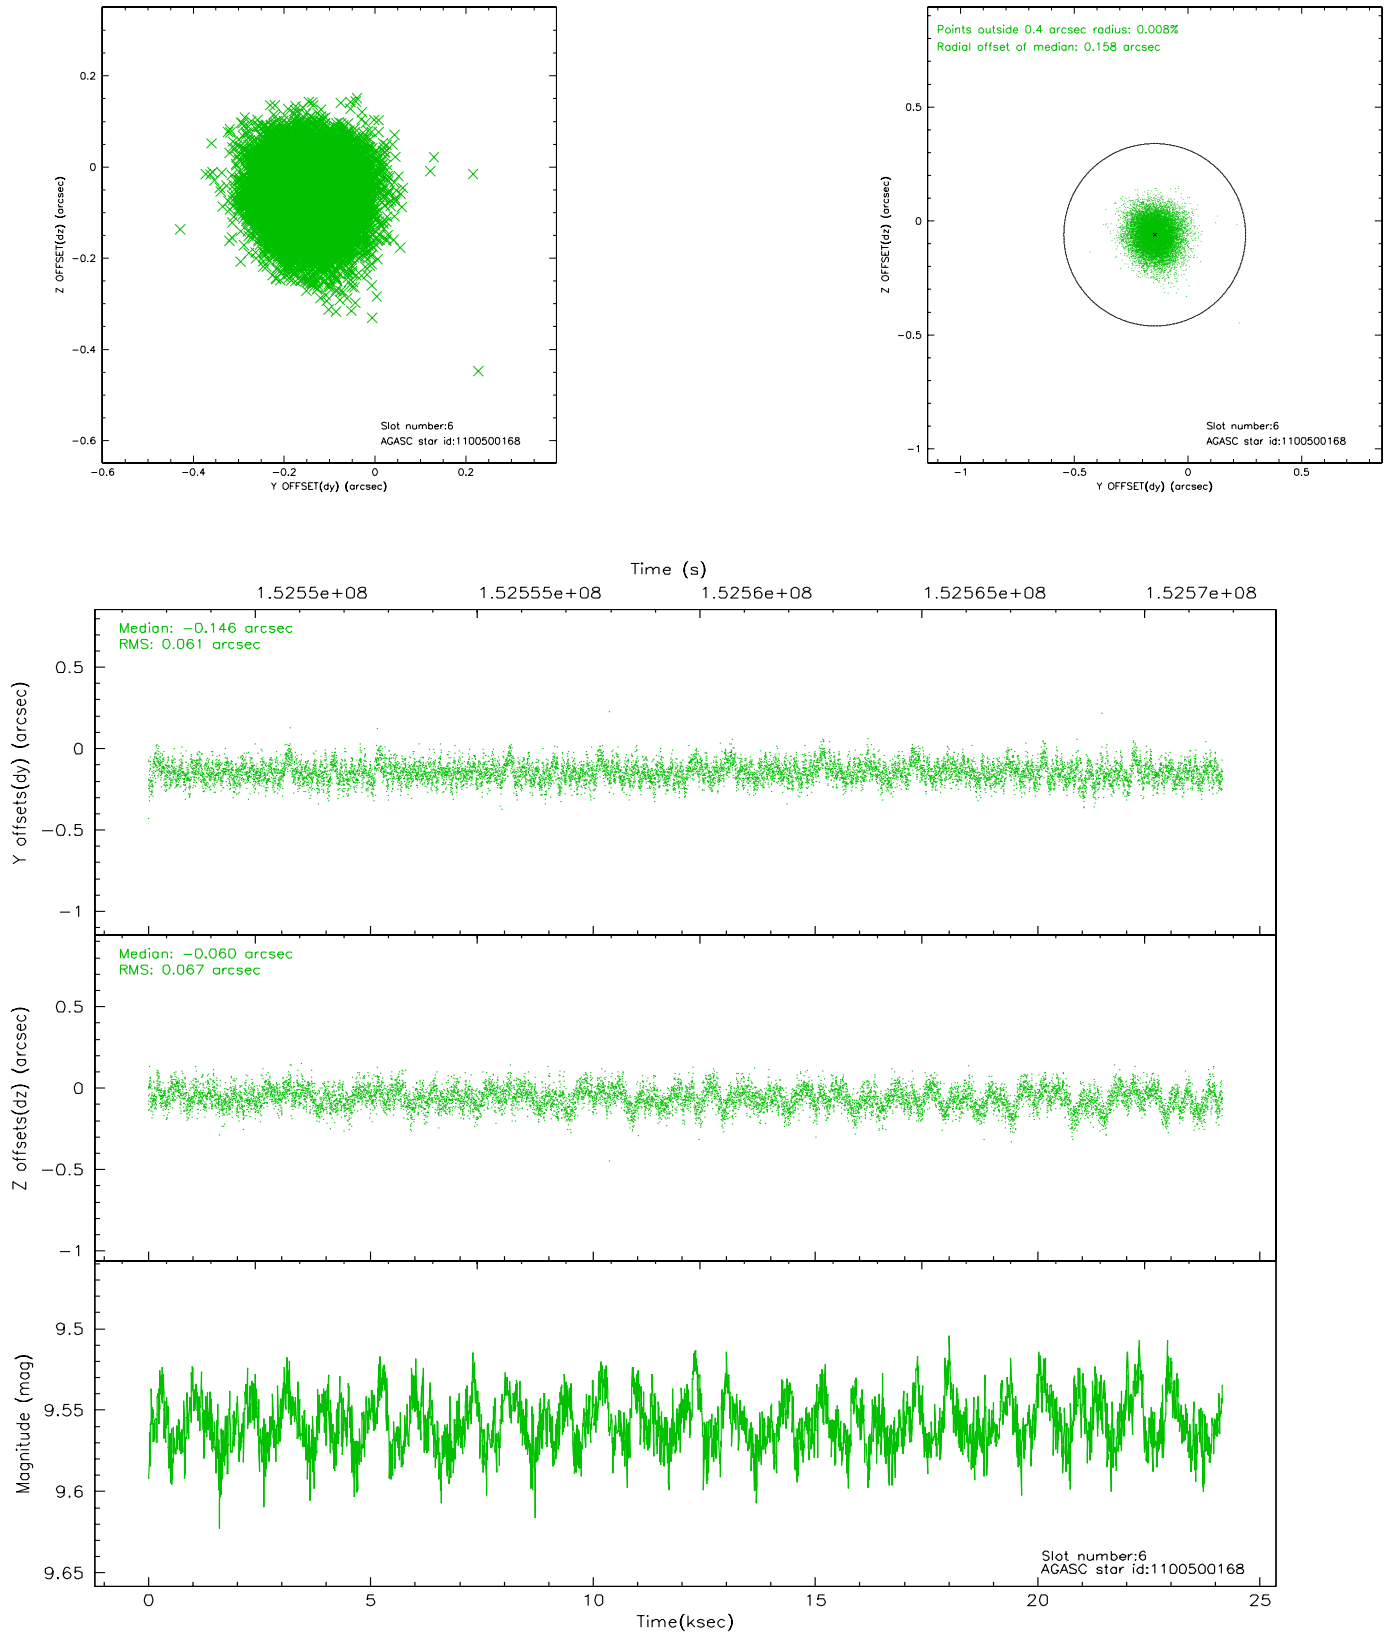 0.2
0
-0.2
-0.4
-0.6
-0.6
-0.4
-0.2
0
0.2
Z OFFSET(dz) (arcsec)
Y OFFSET(dy) (arcsec)
Slot number:6
AGASC star id:1100500168
Points outside 0.4 arcsec radius: 0.008%
Radial offset of median: 0.158 arcsec
0.5
0
-0.5
-1
-1
-0.5
0
0.5
Z OFFSET(dz) (arcsec)
Y OFFSET(dy) (arcsec)
Slot number:6
AGASC star id:1100500168
Time (s)
1.5255e+08
1.52555e+08
1.5256e+08
1.52565e+08
1.5257e+08
Median: -0.146 arcsec
RMS: 0.061 arcsec
0.5
0
-0.5
-1
Y offsets(dy) (arcsec)
Median: -0.060 arcsec
RMS: 0.067 arcsec
0.5
0
-0.5
-1
Z offsets(dz) (arcsec)
9.5
9.55
9.6
9.65
Magnitude (mag)
Slot number:6
AGASC star id:1100500168
0
5
10
15
20
25
Time(ksec)